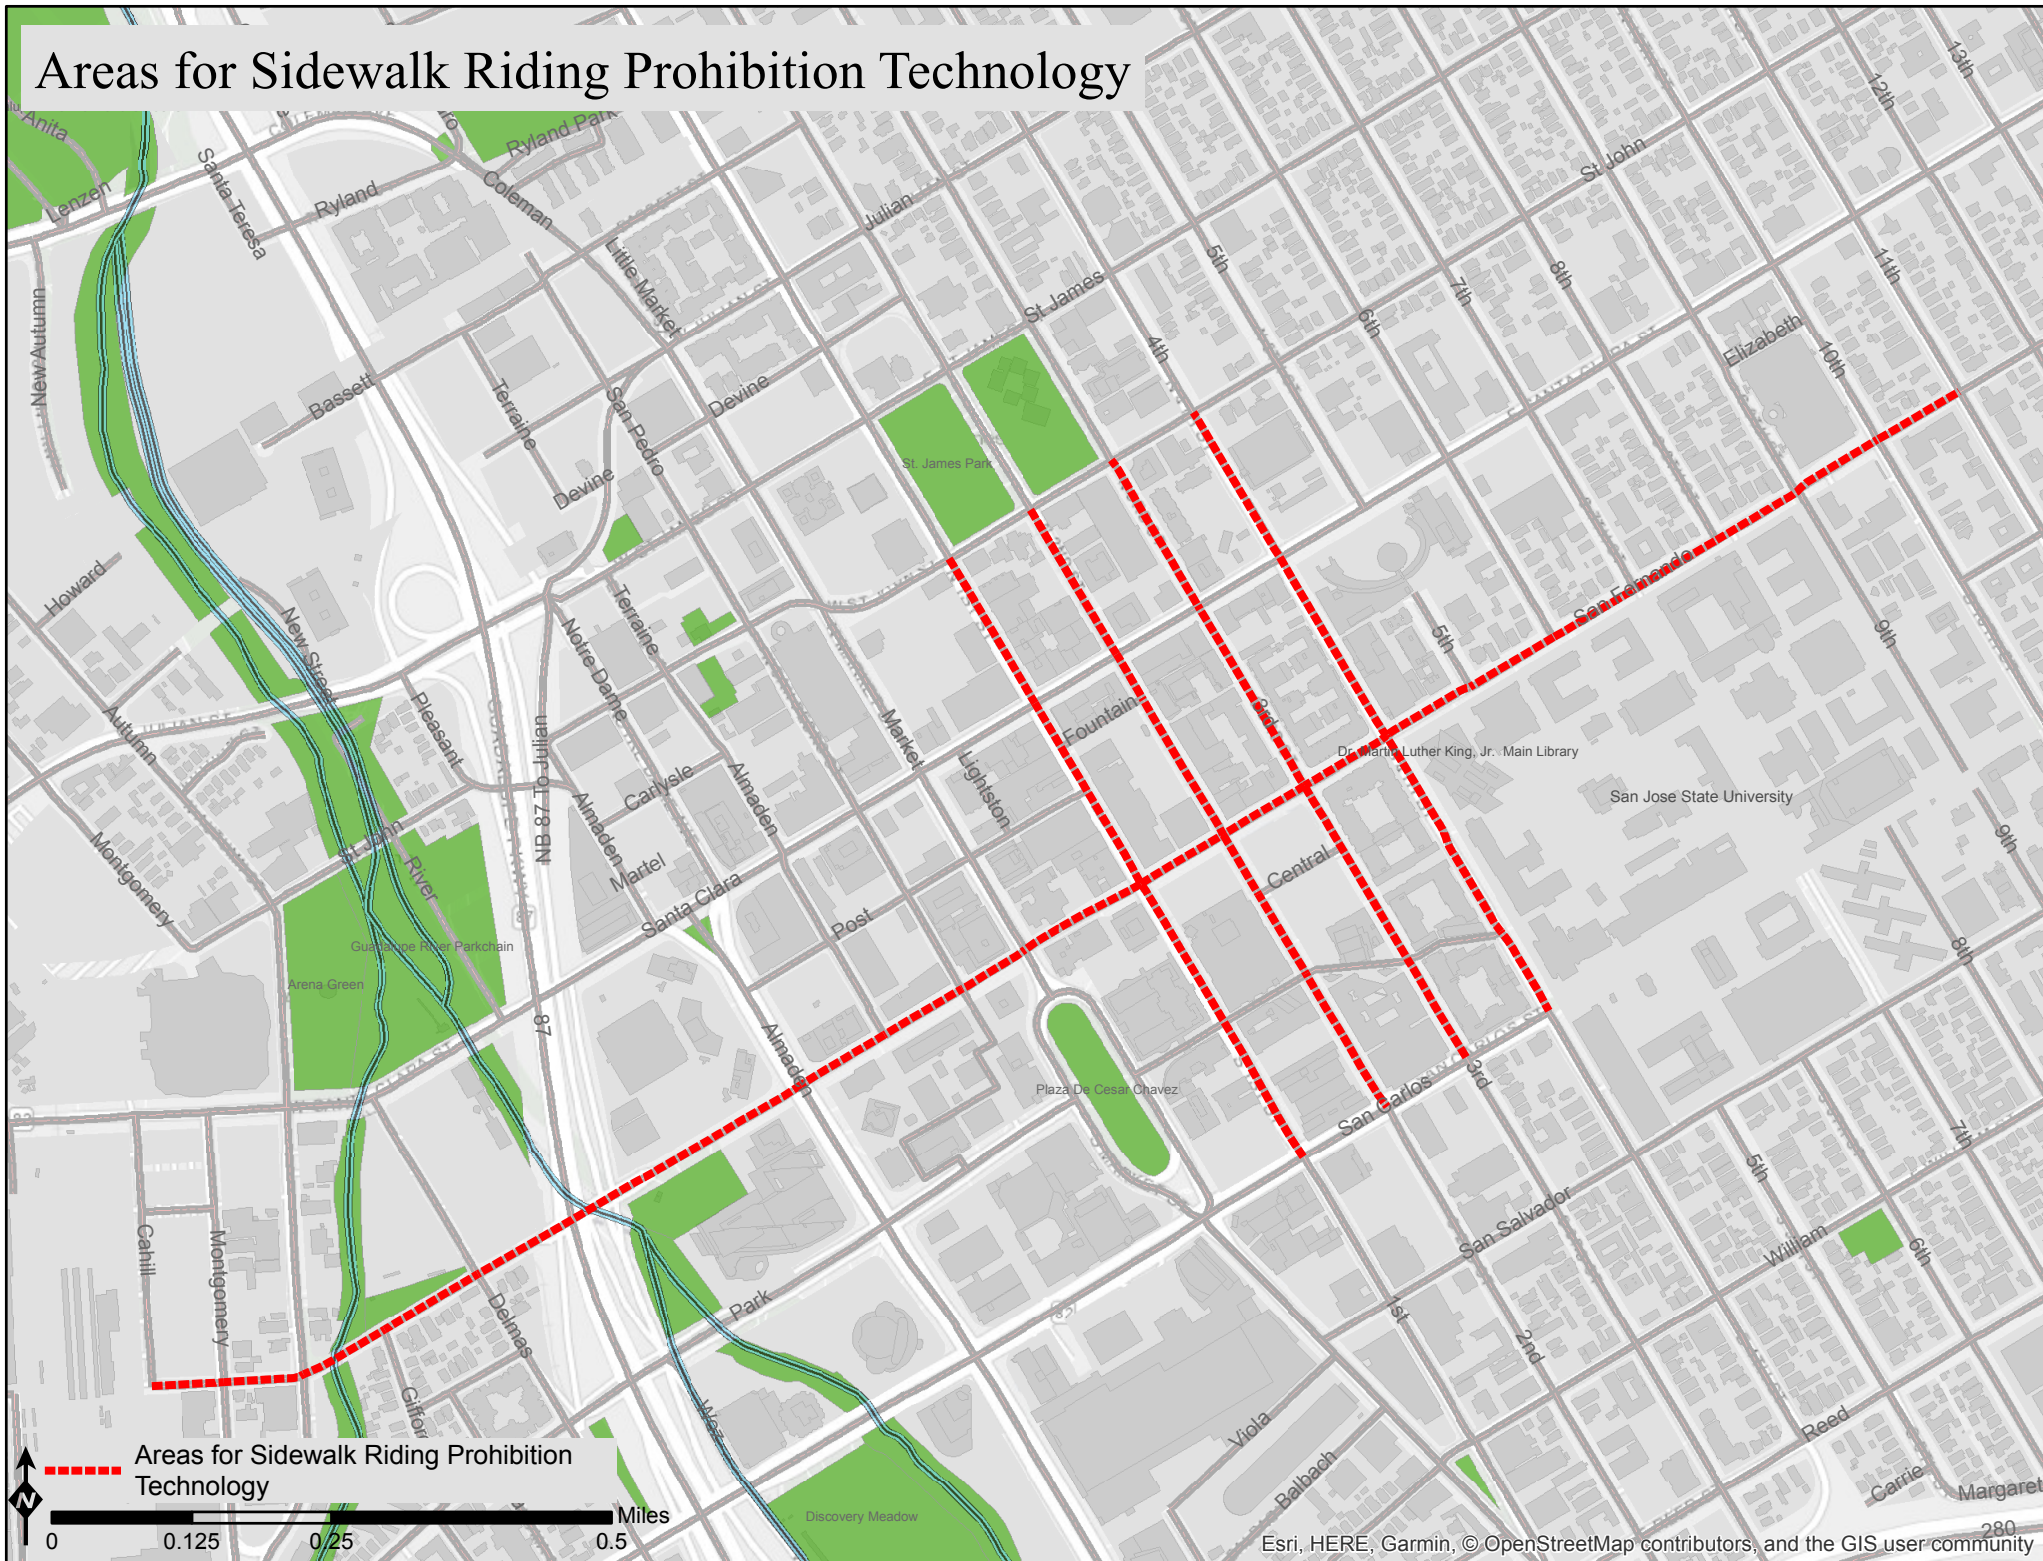 Areas for Sidewalk Riding Prohibition Technology
Anita
Lenzen
Santa Teresa
Ryland
Ryland Park
Coleman
Little Market
Julian
St James
St John
13th
12th
11th
10th
Elizabeth
8th
7th
6th
5th
4th
New Autumn
Bassett
Terraine
San Pedro
Devine
Devine
St. James Park
Howard
New Street
Terraine
Notre Dame
Autumn
JULIAN ST
Pleasant
NB 87 To Julian
Carlysle
Almaden
Almaden
Martel
Market
Lightston
Fountain
3rd
5th
San Fernando
9th
Dr. Martin Luther King, Jr. Main Library
San Jose State University
9th
8th
Montgomery
St John
River
87
Santa Clara
Post
Central
Guadalupe River Parkchain
Arena Green
87
Almaden
Plaza De Cesar Chavez
San Carlos
3rd
7th
5th
6th
San Salvador
William
Cahill
Montgomery
Delmas
Park
82
1st
2nd
Woz
Viola
Balbach
Reed
Carrie
Margaret
280
Discovery Meadow
Areas for Sidewalk Riding Prohibition
Technology
N
Miles
0 0.125 0.25 0.5
Esri, HERE, Garmin, © OpenStreetMap contributors, and the GIS user community